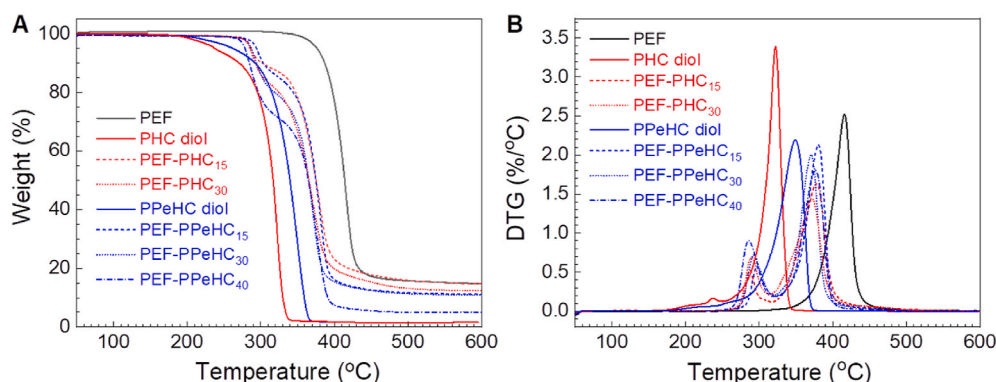 A
100
80
60
40
20
0
Weight (%)
PEF
PHC diol
PEF-PHC₁₅
PEF-PHC₃₀
PPeHC diol
PEF-PPeHC₁₅
PEF-PPeHC₃₀
PEF-PPeHC₄₀
100 200 300 400 500 600
Temperature (°C)
B
3.5
3.0
2.5
2.0
1.5
1.0
0.5
0.0
DTG (%/°C)
PEF
PHC diol
PEF-PHC₁₅
PEF-PHC₃₀
PPeHC diol
PEF-PPeHC₁₅
PEF-PPeHC₃₀
PEF-PPeHC₄₀
100 200 300 400 500 600
Temperature (°C)